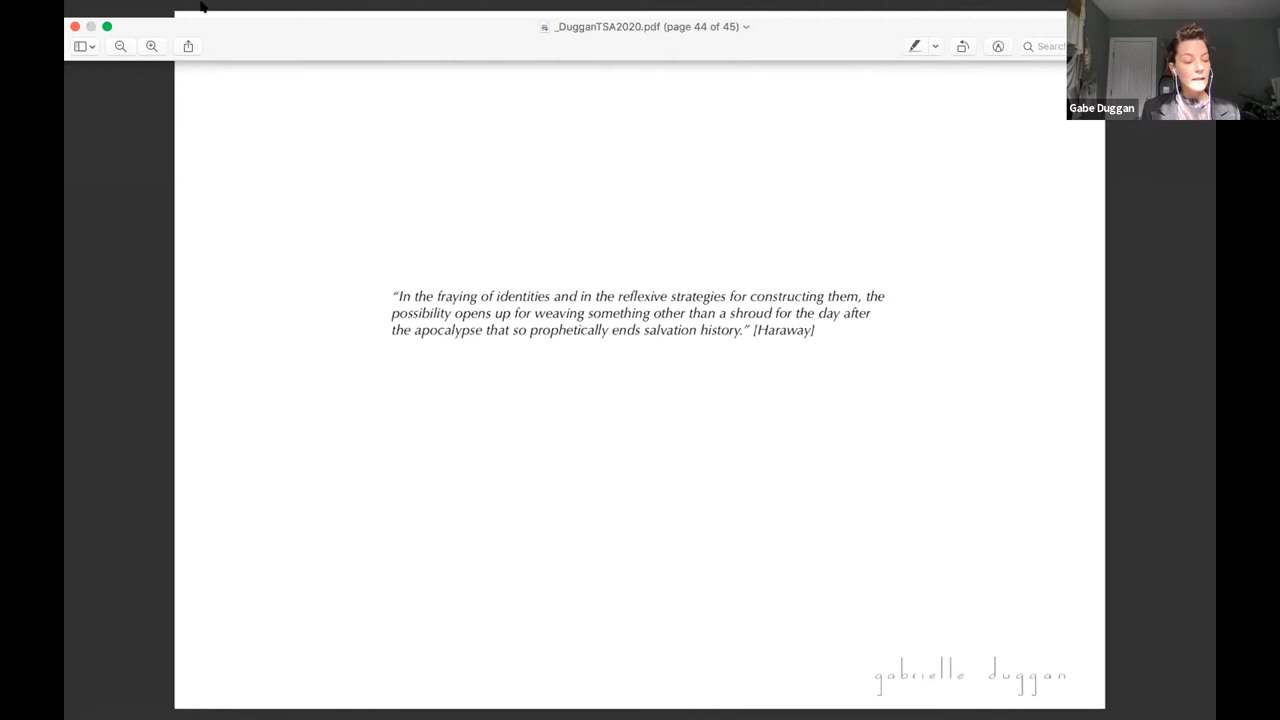 _DugganTSA2020.pdf (page 44 of 45)
Search
Gabe Duggan
“In the fraying of identities and in the reflexive strategies for constructing them, the
possibility opens up for weaving something other than a shroud for the day after
the apocalypse that so prophetically ends salvation history.” [Haraway]
gabrielle duggan